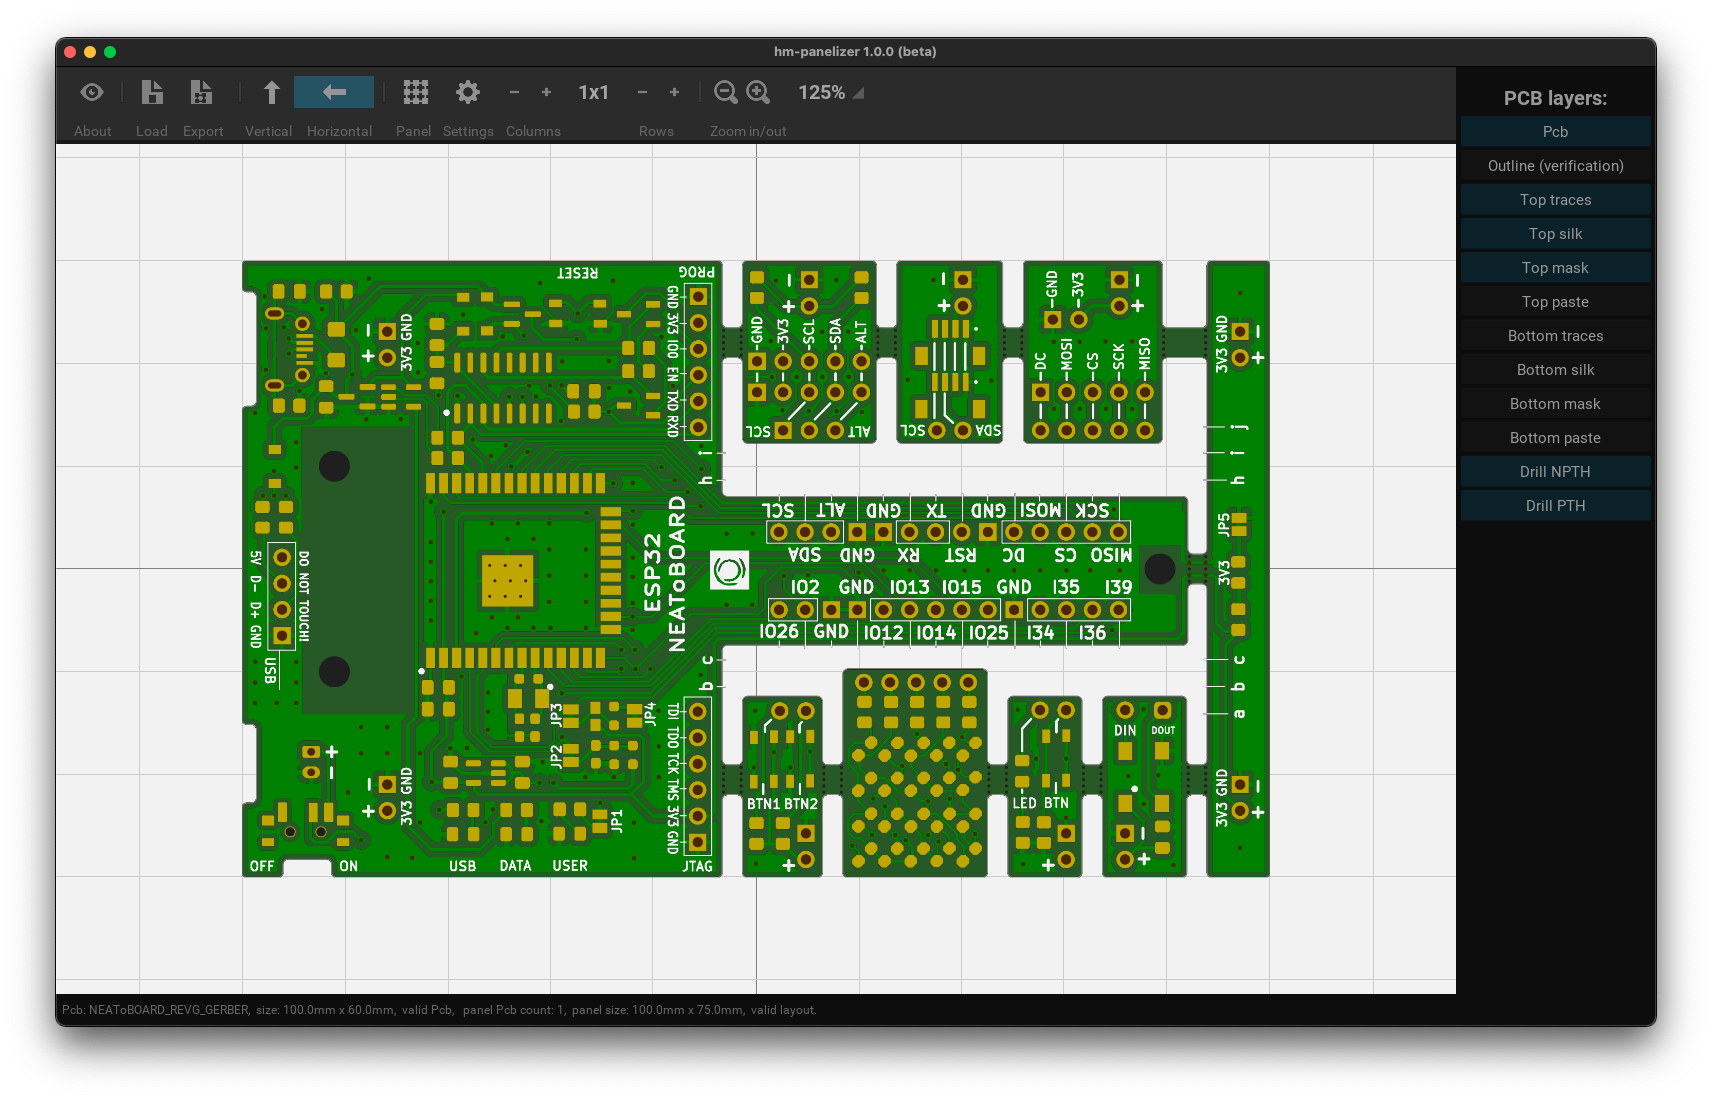 hm-panelizer 1.0.0 (beta)
1x1
125%
About Load Export Vertical Horizontal Panel Settings Columns Rows Zoom in/out
PCB layers:
Pcb
Outline (verification)
Top traces
Top silk
Top mask
Top paste
Bottom traces
Bottom silk
Bottom mask
Bottom paste
Drill NPTH
Drill PTH
RESET
PROG
GND 3V3 IO0 EN TXD RXD
3V3 GND
GND
3V3
SCL
SDA
ALT
SCL
ALT
SCL
SDA
GND
3V3
DC
MOSI
CS
SCK
MISO
3V3 GND
j
i
h
i
h
SCL ALT GND TX GND MOSI SCK
SDA GND RX RST DC CS MISO
JP5
3V3
ESP32
NEAToBOARD
IO2 GND IO13 IO15 GND I35 I39
IO26 GND IO12 IO14 IO25 I34 I36
5V D- D+ GND
DO NOT TOUCH!
USB
c
b
c
b
a
JP3
JP4
JP2
JP1
TDI TDO TCK TMS 3V3 GND
3V3 GND
BTN1 BTN2
LED BTN
DIN DOUT
3V3 GND
OFF ON USB DATA USER JTAG
Pcb: NEAToBOARD_REVG_GERBER, size: 100.0mm x 60.0mm, valid Pcb, panel Pcb count: 1, panel size: 100.0mm x 75.0mm, valid layout.